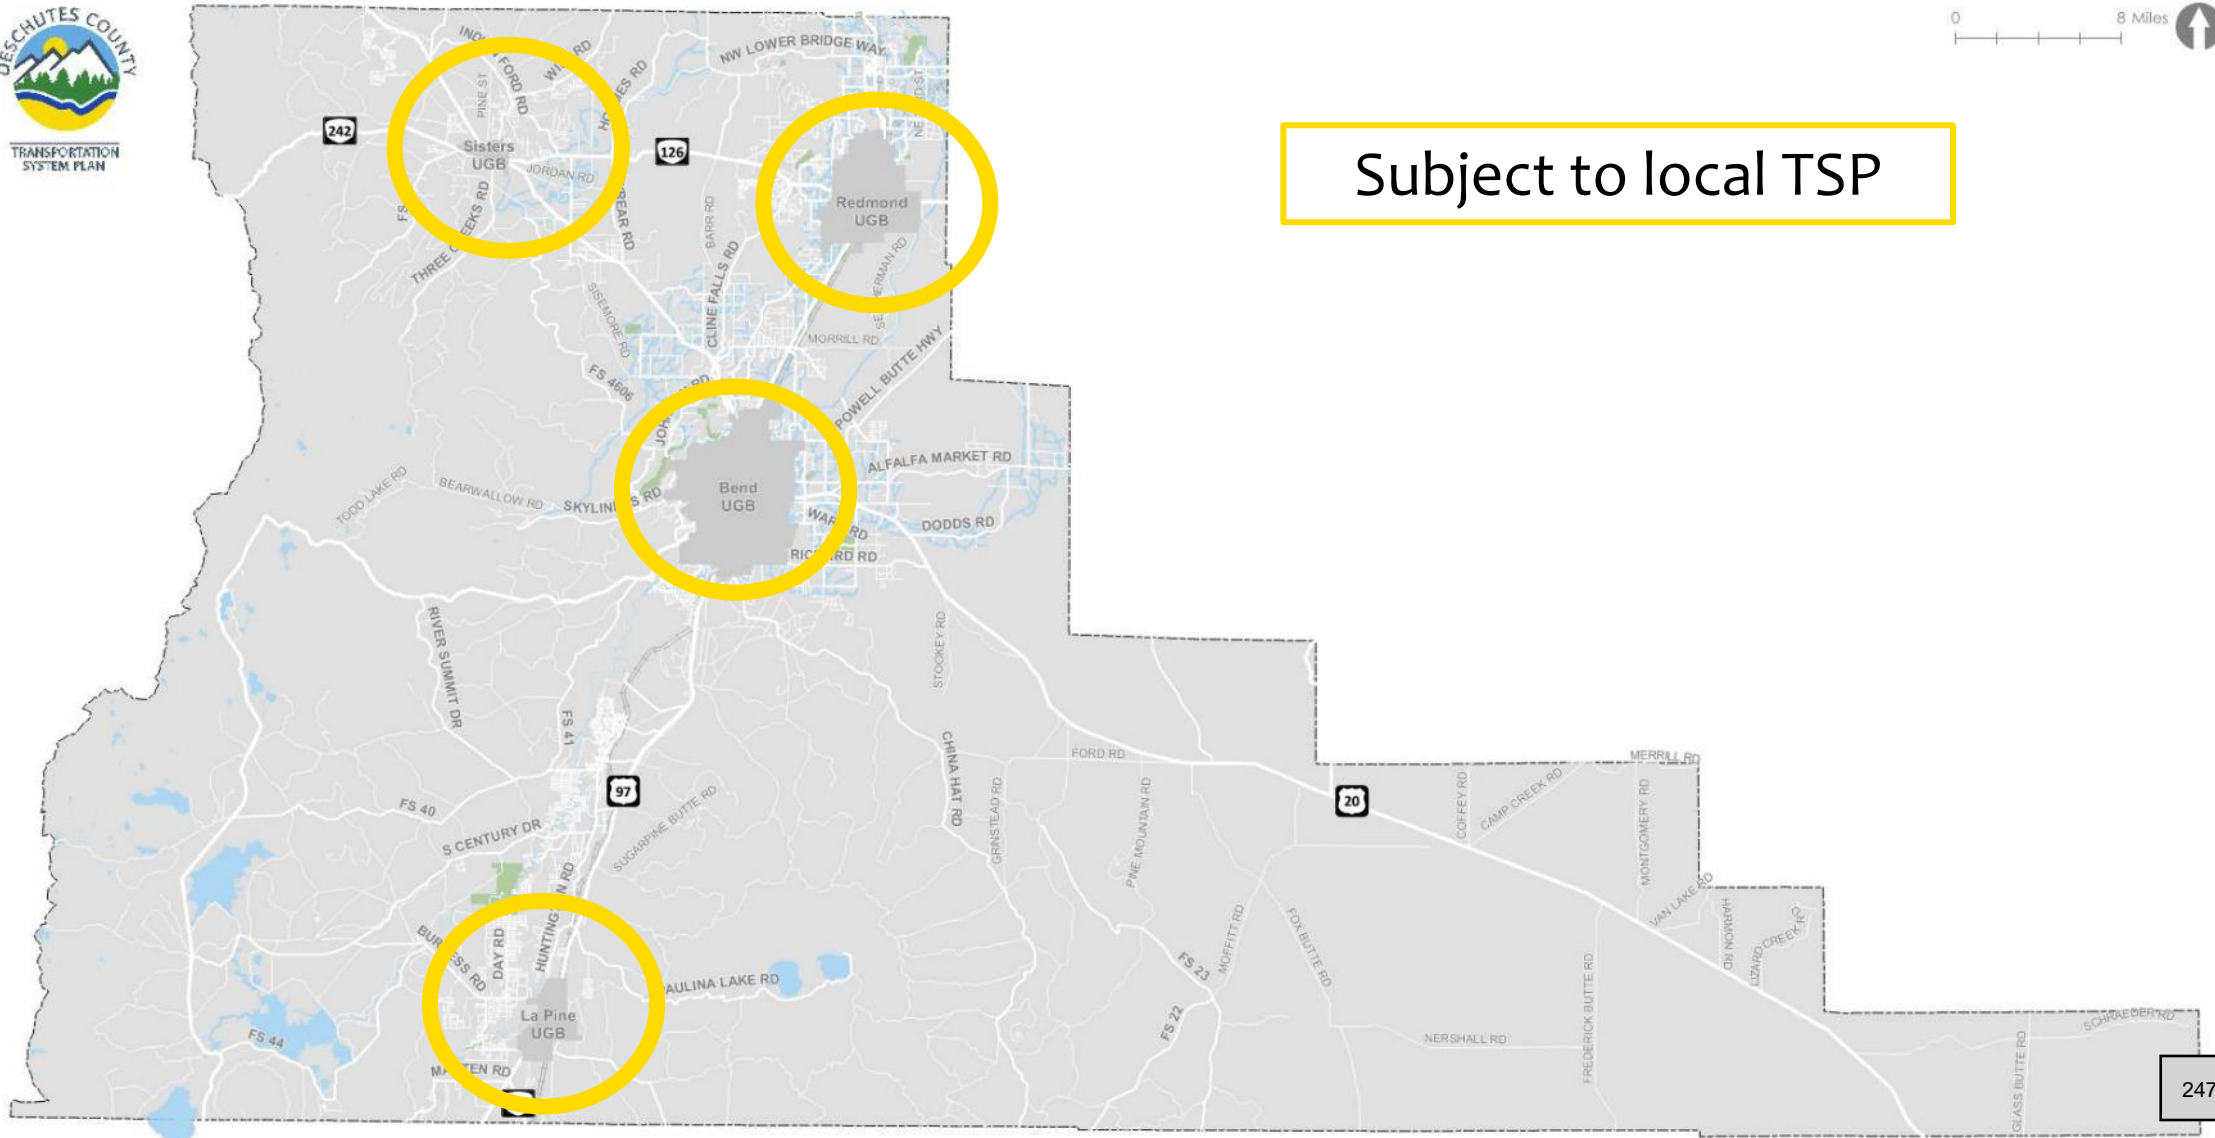 DESCHUTES COUNTY
TRANSPORTATION
SYSTEM PLAN
0 8 Miles
Subject to local TSP
NW LOWER BRIDGE WAY
PINE ST
242
126
Sisters
UGB
JORDAN RD
Redmond
UGB
BARR RD
CLINE FALLS RD
SISEMORE RD
MORRILL RD
POWELL BUTTE HWY
FS 4606
ALFALFA MARKET RD
Bend
UGB
TODD LAKE RD
BEARWALLOW RD
DODDS RD
RIVER SUMMIT DR
STOOKEY RD
FS 41
CHINA HAT RD
FORD RD
MERRILL RD
97
20
GRINSTEAD RD
PINE MOUNTAIN RD
COFFEY RD
CAMP CREEK RD
MONTGOMERY RD
FS 40
S CENTURY DR
SUGARPINE BUTTE RD
VAN LAKE RD
HARMON RD
LIZARD CREEK RD
MOFFITT RD
FOX BUTTE RD
DAY RD
FS 23
FS 22
FREDERICK BUTTE RD
La Pine
UGB
FS 44
NERSHALL RD
SCHRAEDER RD
GLASS BUTTE RD
247